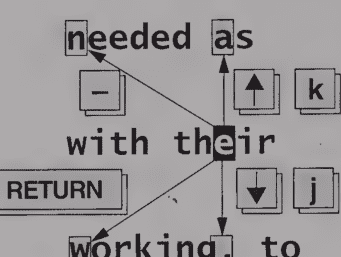 needed as
– ↑ k
with their
RETURN ↓ j
working, to